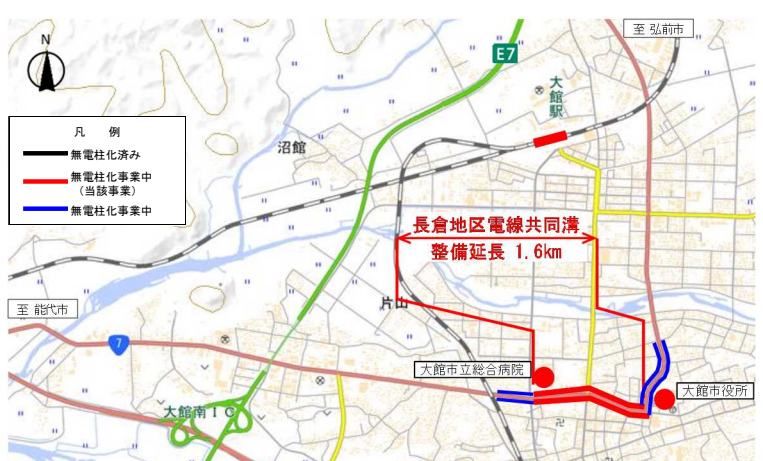 至 弘前市
N
E7
大館駅
凡 例
無電柱化済み
無電柱化事業中
（当該事業）
無電柱化事業中
沼館
長倉地区電線共同溝
整備延長 1.6km
片山
至 能代市
7
大館市立総合病院
大館市役所
大館南IC